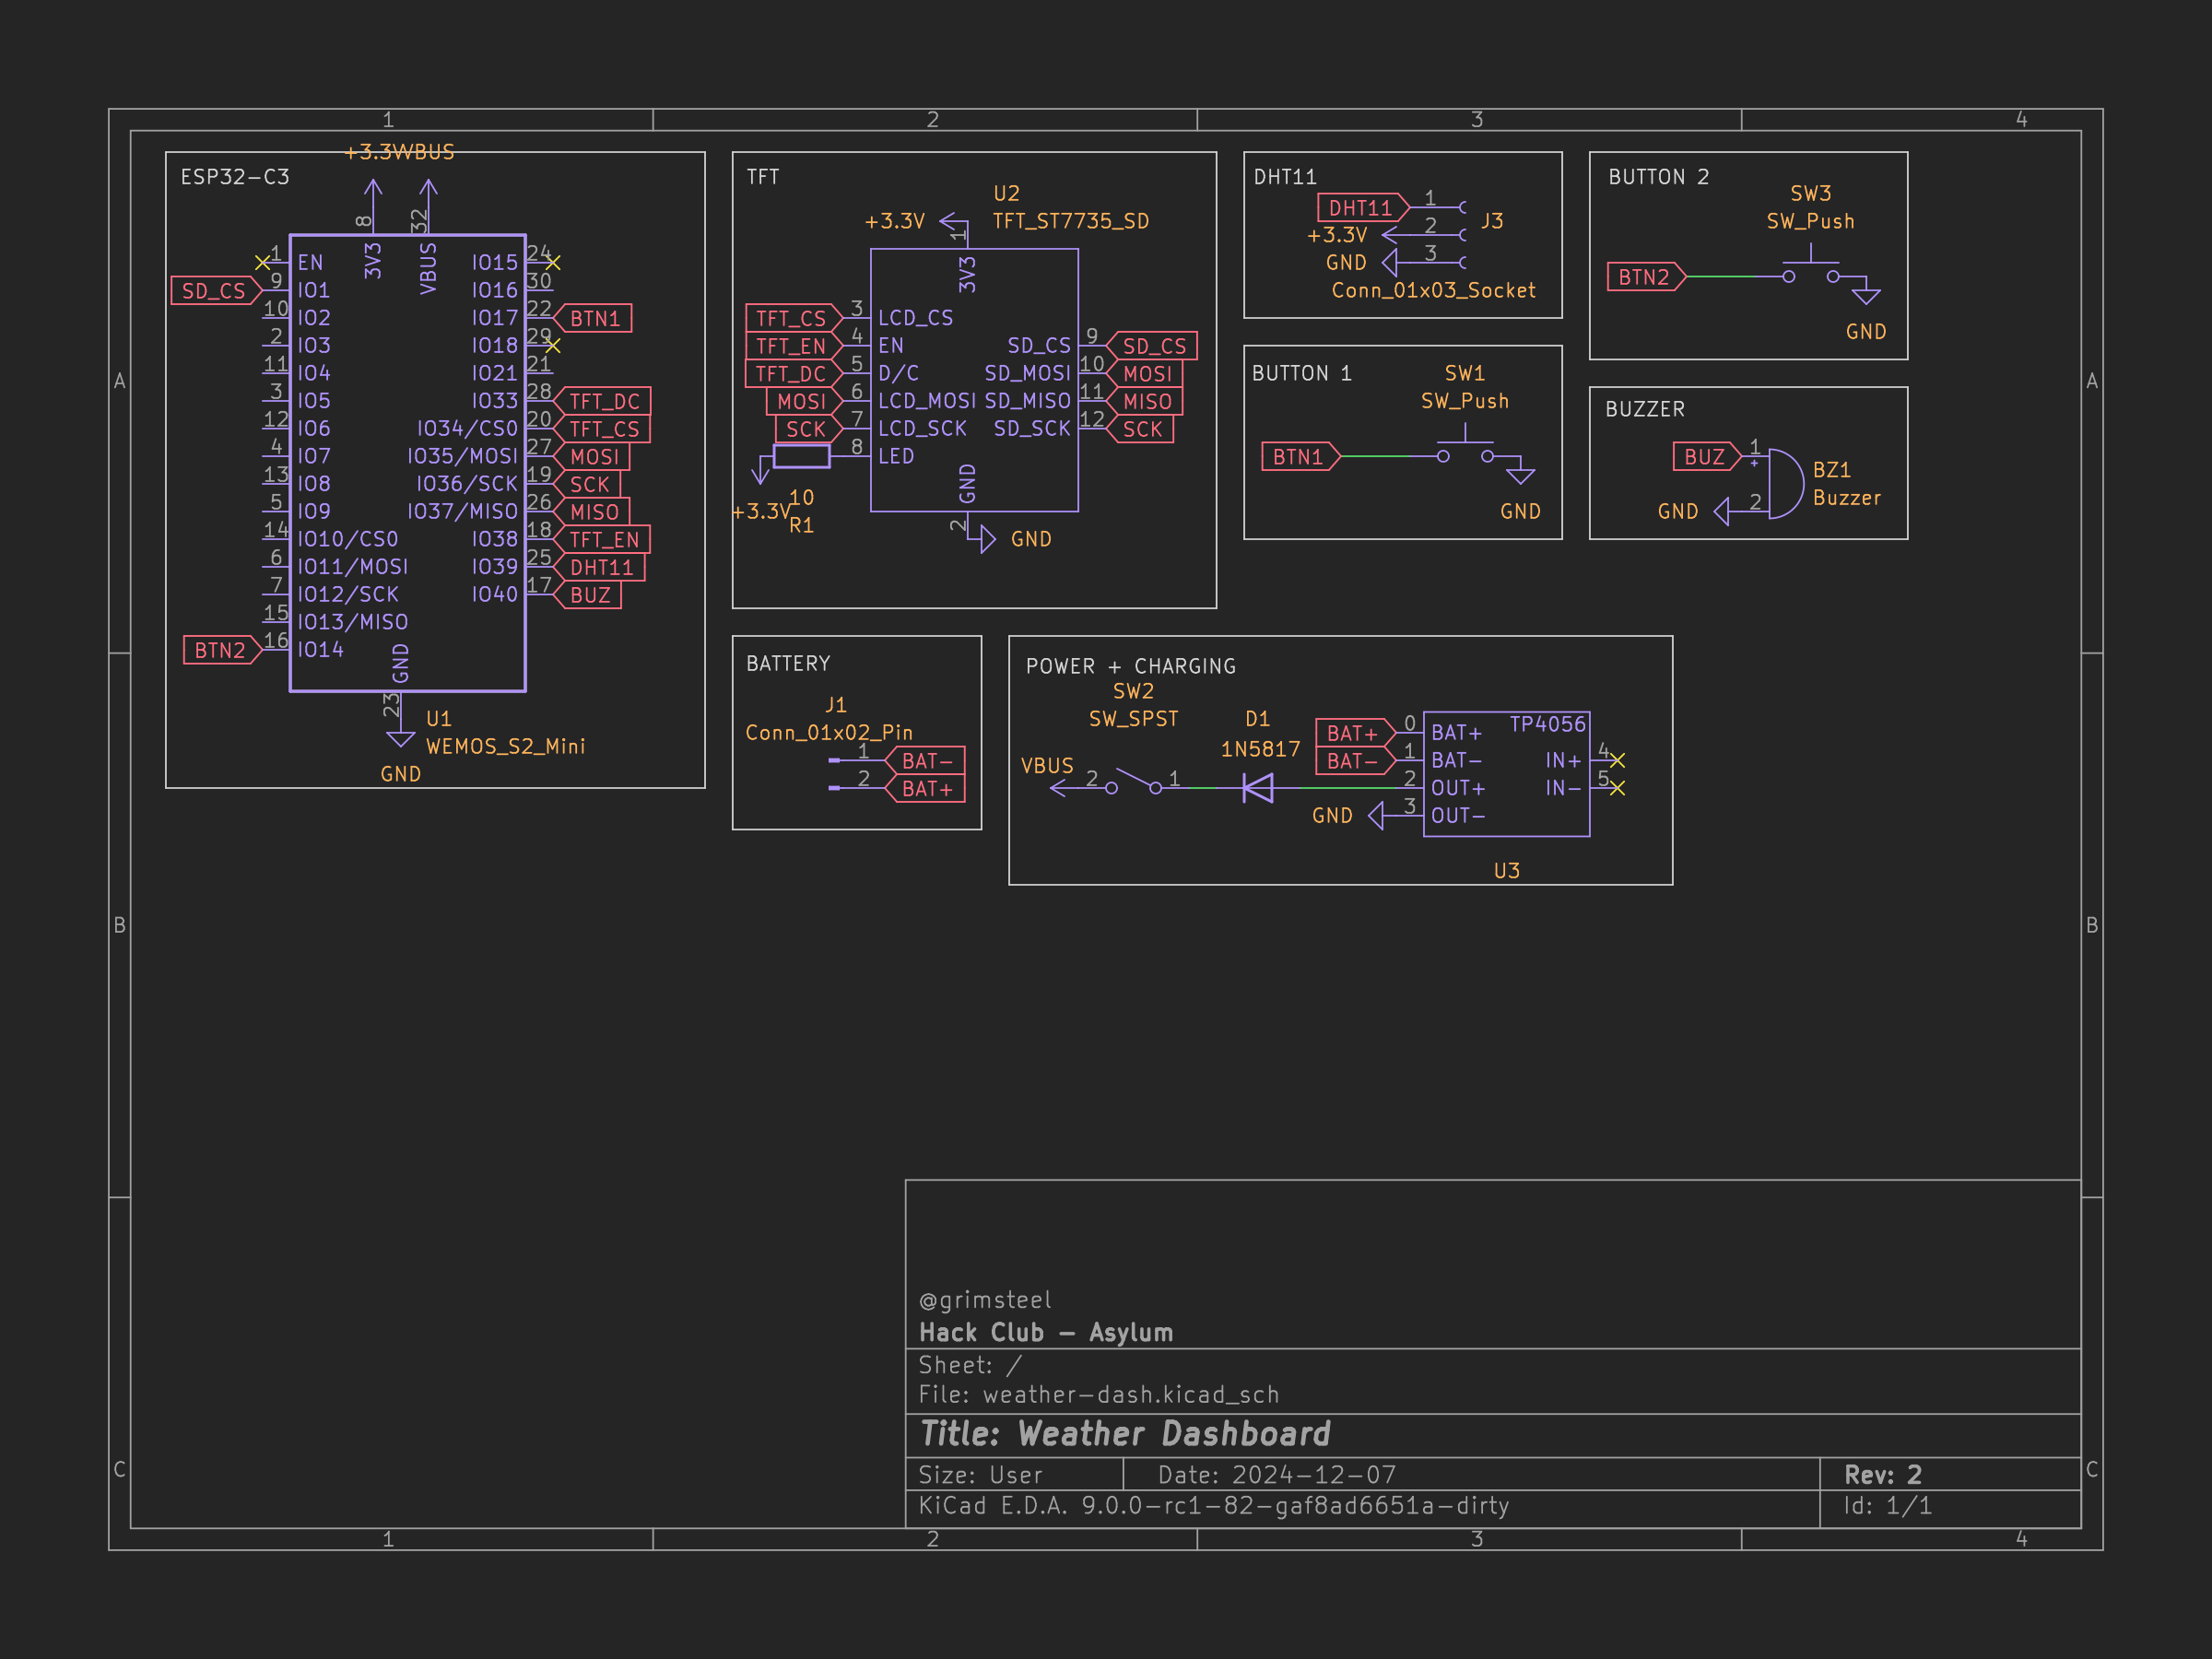 1 2 3 4
A
B
C
ESP32-C3
+3.3V VBUS
8 3V3
32 VBUS
1 EN
SD_CS 9 IO1
10 IO2
2 IO3
11 IO4
3 IO5
12 IO6
4 IO7
13 IO8
5 IO9
14 IO10/CS0
6 IO11/MOSI
7 IO12/SCK
15 IO13/MISO
BTN2 16 IO14
IO15 24
IO16 30
IO17 22 BTN1
IO18 29
IO21 21
IO33 28 TFT_DC
IO34/CS0 20 TFT_CS
IO35/MOSI 27 MOSI
IO36/SCK 19 SCK
IO37/MISO 26 MISO
IO38 18 TFT_EN
IO39 25 DHT11
IO40 17 BUZ
GND 23
U1
WEMOS_S2_Mini
GND
TFT
U2
TFT_ST7735_SD
+3.3V
1 3V3
TFT_CS 3 LCD_CS
TFT_EN 4 EN
TFT_DC 5 D/C
MOSI 6 LCD_MOSI
SCK 7 LCD_SCK
8 LED
SD_CS 9 SD_CS
SD_MOSI 10 MOSI
SD_MISO 11 MISO
SD_SCK 12 SCK
10
+3.3V
R1
GND 2
GND
DHT11
DHT11 1
+3.3V 2 J3
GND 3
Conn_01x03_Socket
BUTTON 2
SW3
SW_Push
BTN2
GND
BUTTON 1
SW1
SW_Push
BTN1
GND
BUZZER
BUZ 1
+
BZ1
Buzzer
GND 2
BATTERY
J1
Conn_01x02_Pin
1 BAT-
2 BAT+
POWER + CHARGING
SW2
SW_SPST
D1
1N5817
VBUS 2 1
TP4056
BAT+ 0 BAT+
BAT- 1 BAT-
2 OUT+
GND 3 OUT-
IN+ 4
IN- 5
U3
@grimsteel
Hack Club - Asylum
Sheet: /
File: weather-dash.kicad_sch
Title: Weather Dashboard
Size: User Date: 2024-12-07 Rev: 2
KiCad E.D.A. 9.0.0-rc1-82-gaf8ad6651a-dirty Id: 1/1
A
B
C
1 2 3 4